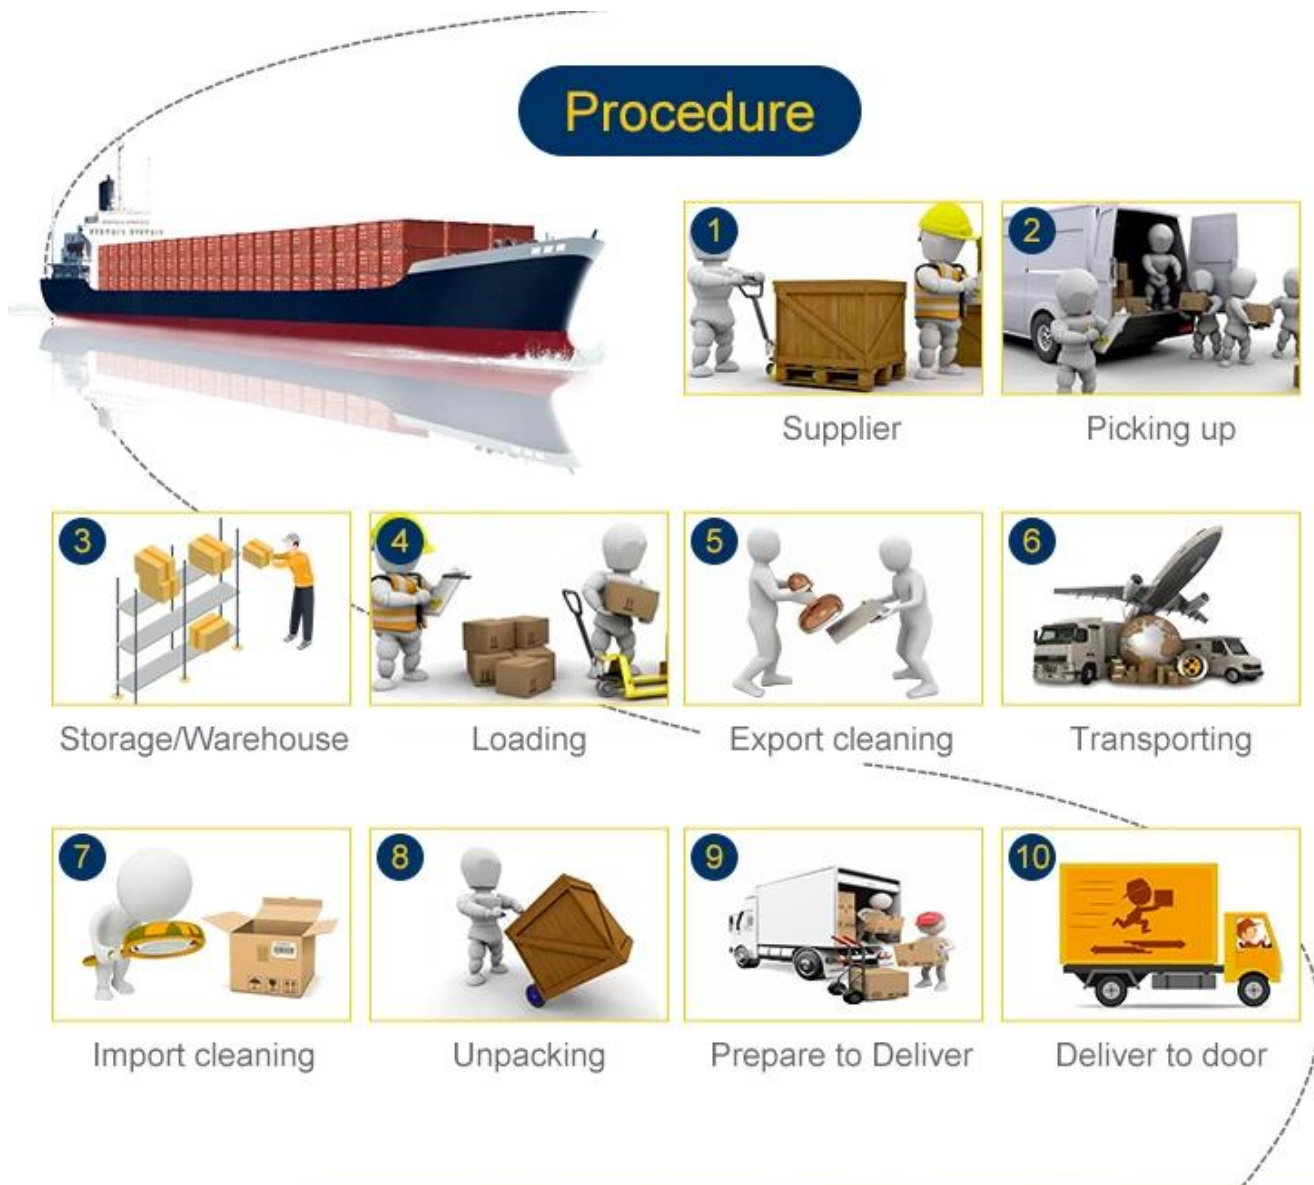 Procedure
1
2
Supplier
Picking up
3
4
5
6
Storage/Warehouse
Loading
Export cleaning
Transporting
7
8
9
10
Import cleaning
Unpacking
Prepare to Deliver
Deliver to door